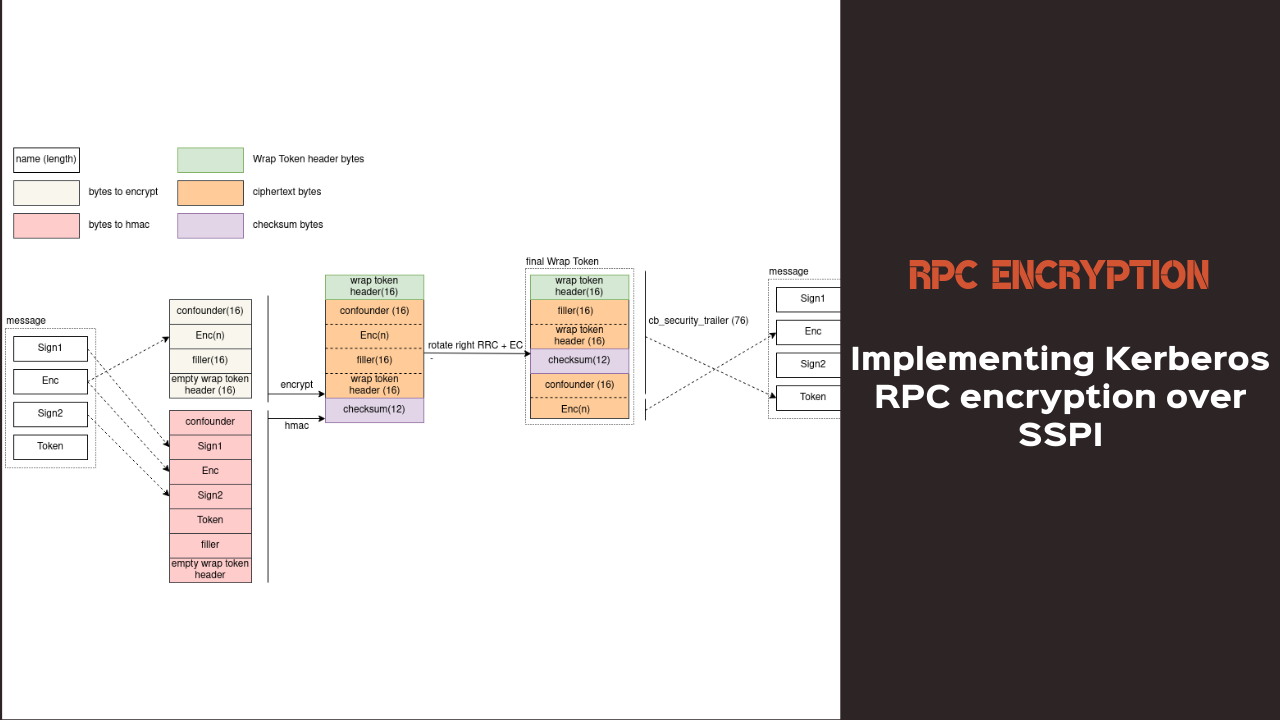 name (length)
Wrap Token header bytes
bytes to encrypt
ciphertext bytes
bytes to hmac
checksum bytes
message
Sign1
Enc
Sign2
Token
confounder(16)
Enc(n)
filler(16)
empty wrap token
header (16)
confounder
Sign1
Enc
Sign2
Token
filler
empty wrap token
header
encrypt
hmac
wrap token
header(16)
confounder (16)
Enc(n)
filler(16)
wrap token
header (16)
checksum(12)
rotate right RRC + EC
-
final Wrap Token
wrap token
header(16)
filler(16)
wrap token
header (16)
checksum(12)
confounder (16)
Enc(n)
cb_security_trailer (76)
message
Sign1
Enc
Sign2
Token
RPC ENCRYPTION
Implementing Kerberos
RPC encryption over
SSPI